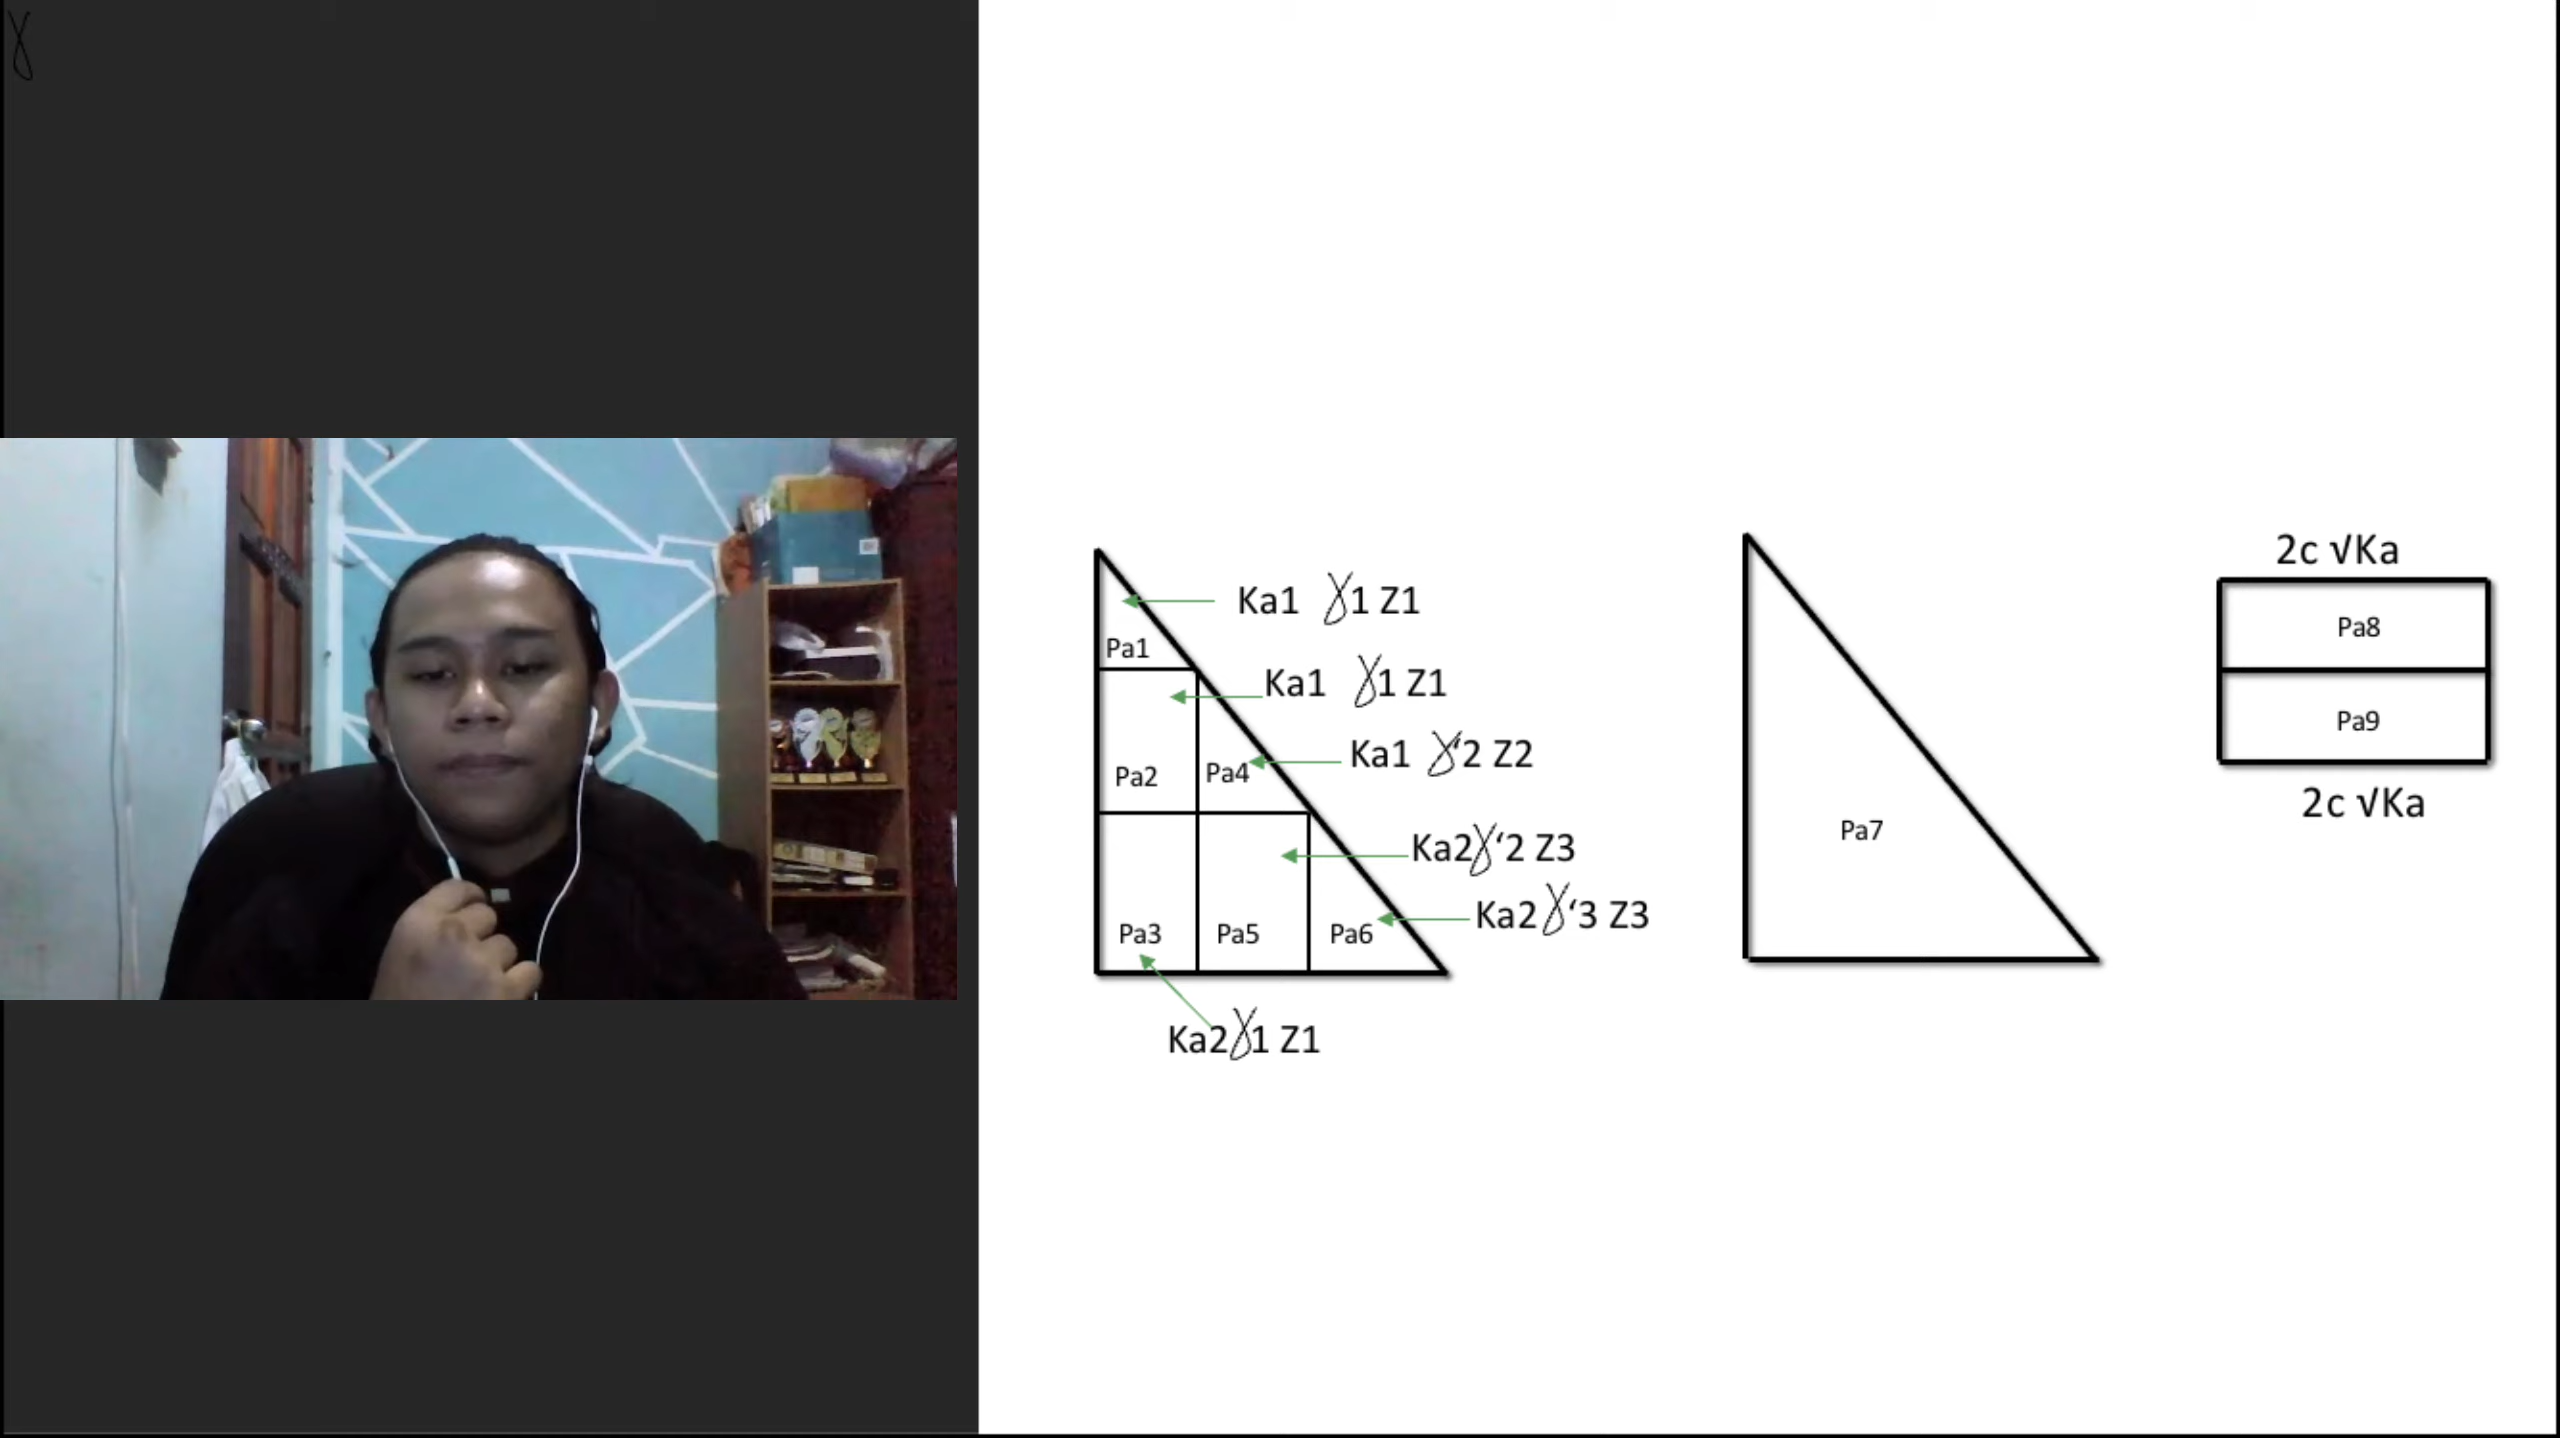 γ
2c √Ka
Ka1 γ1 Z1
Pa8
Pa1
Ka1 γ1 Z1
Pa9
Ka1 γ'2 Z2
Pa2
Pa4
2c √Ka
Pa7
Ka2γ‘2 Z3
Ka2γ‘3 Z3
Pa3
Pa5
Pa6
Ka2γ1 Z1